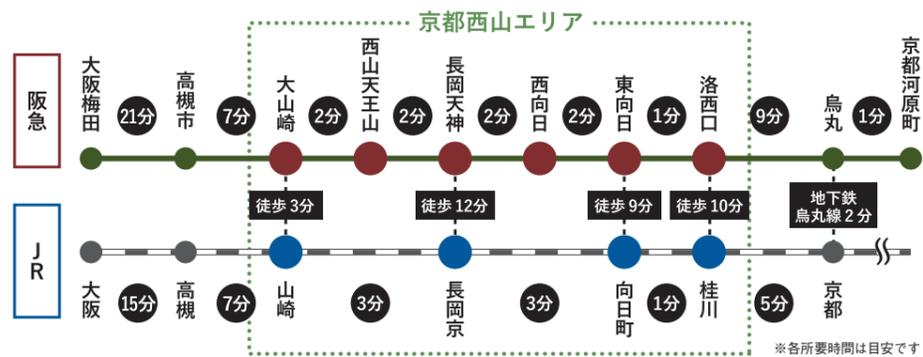 京都西山エリア
阪急
大阪梅田
21分
高槻市
7分
大山崎
2分
西山天王山
2分
長岡天神
2分
西向日
2分
東向日
1分
洛西口
9分
烏丸
1分
京都河原町
徒歩 3分
徒歩 12分
徒歩 9分
徒歩 10分
地下鉄
烏丸線 2 分
JR
大阪
15分
高槻
7分
山崎
3分
長岡京
3分
向日町
1分
桂川
5分
京都
※各所要時間は目安です